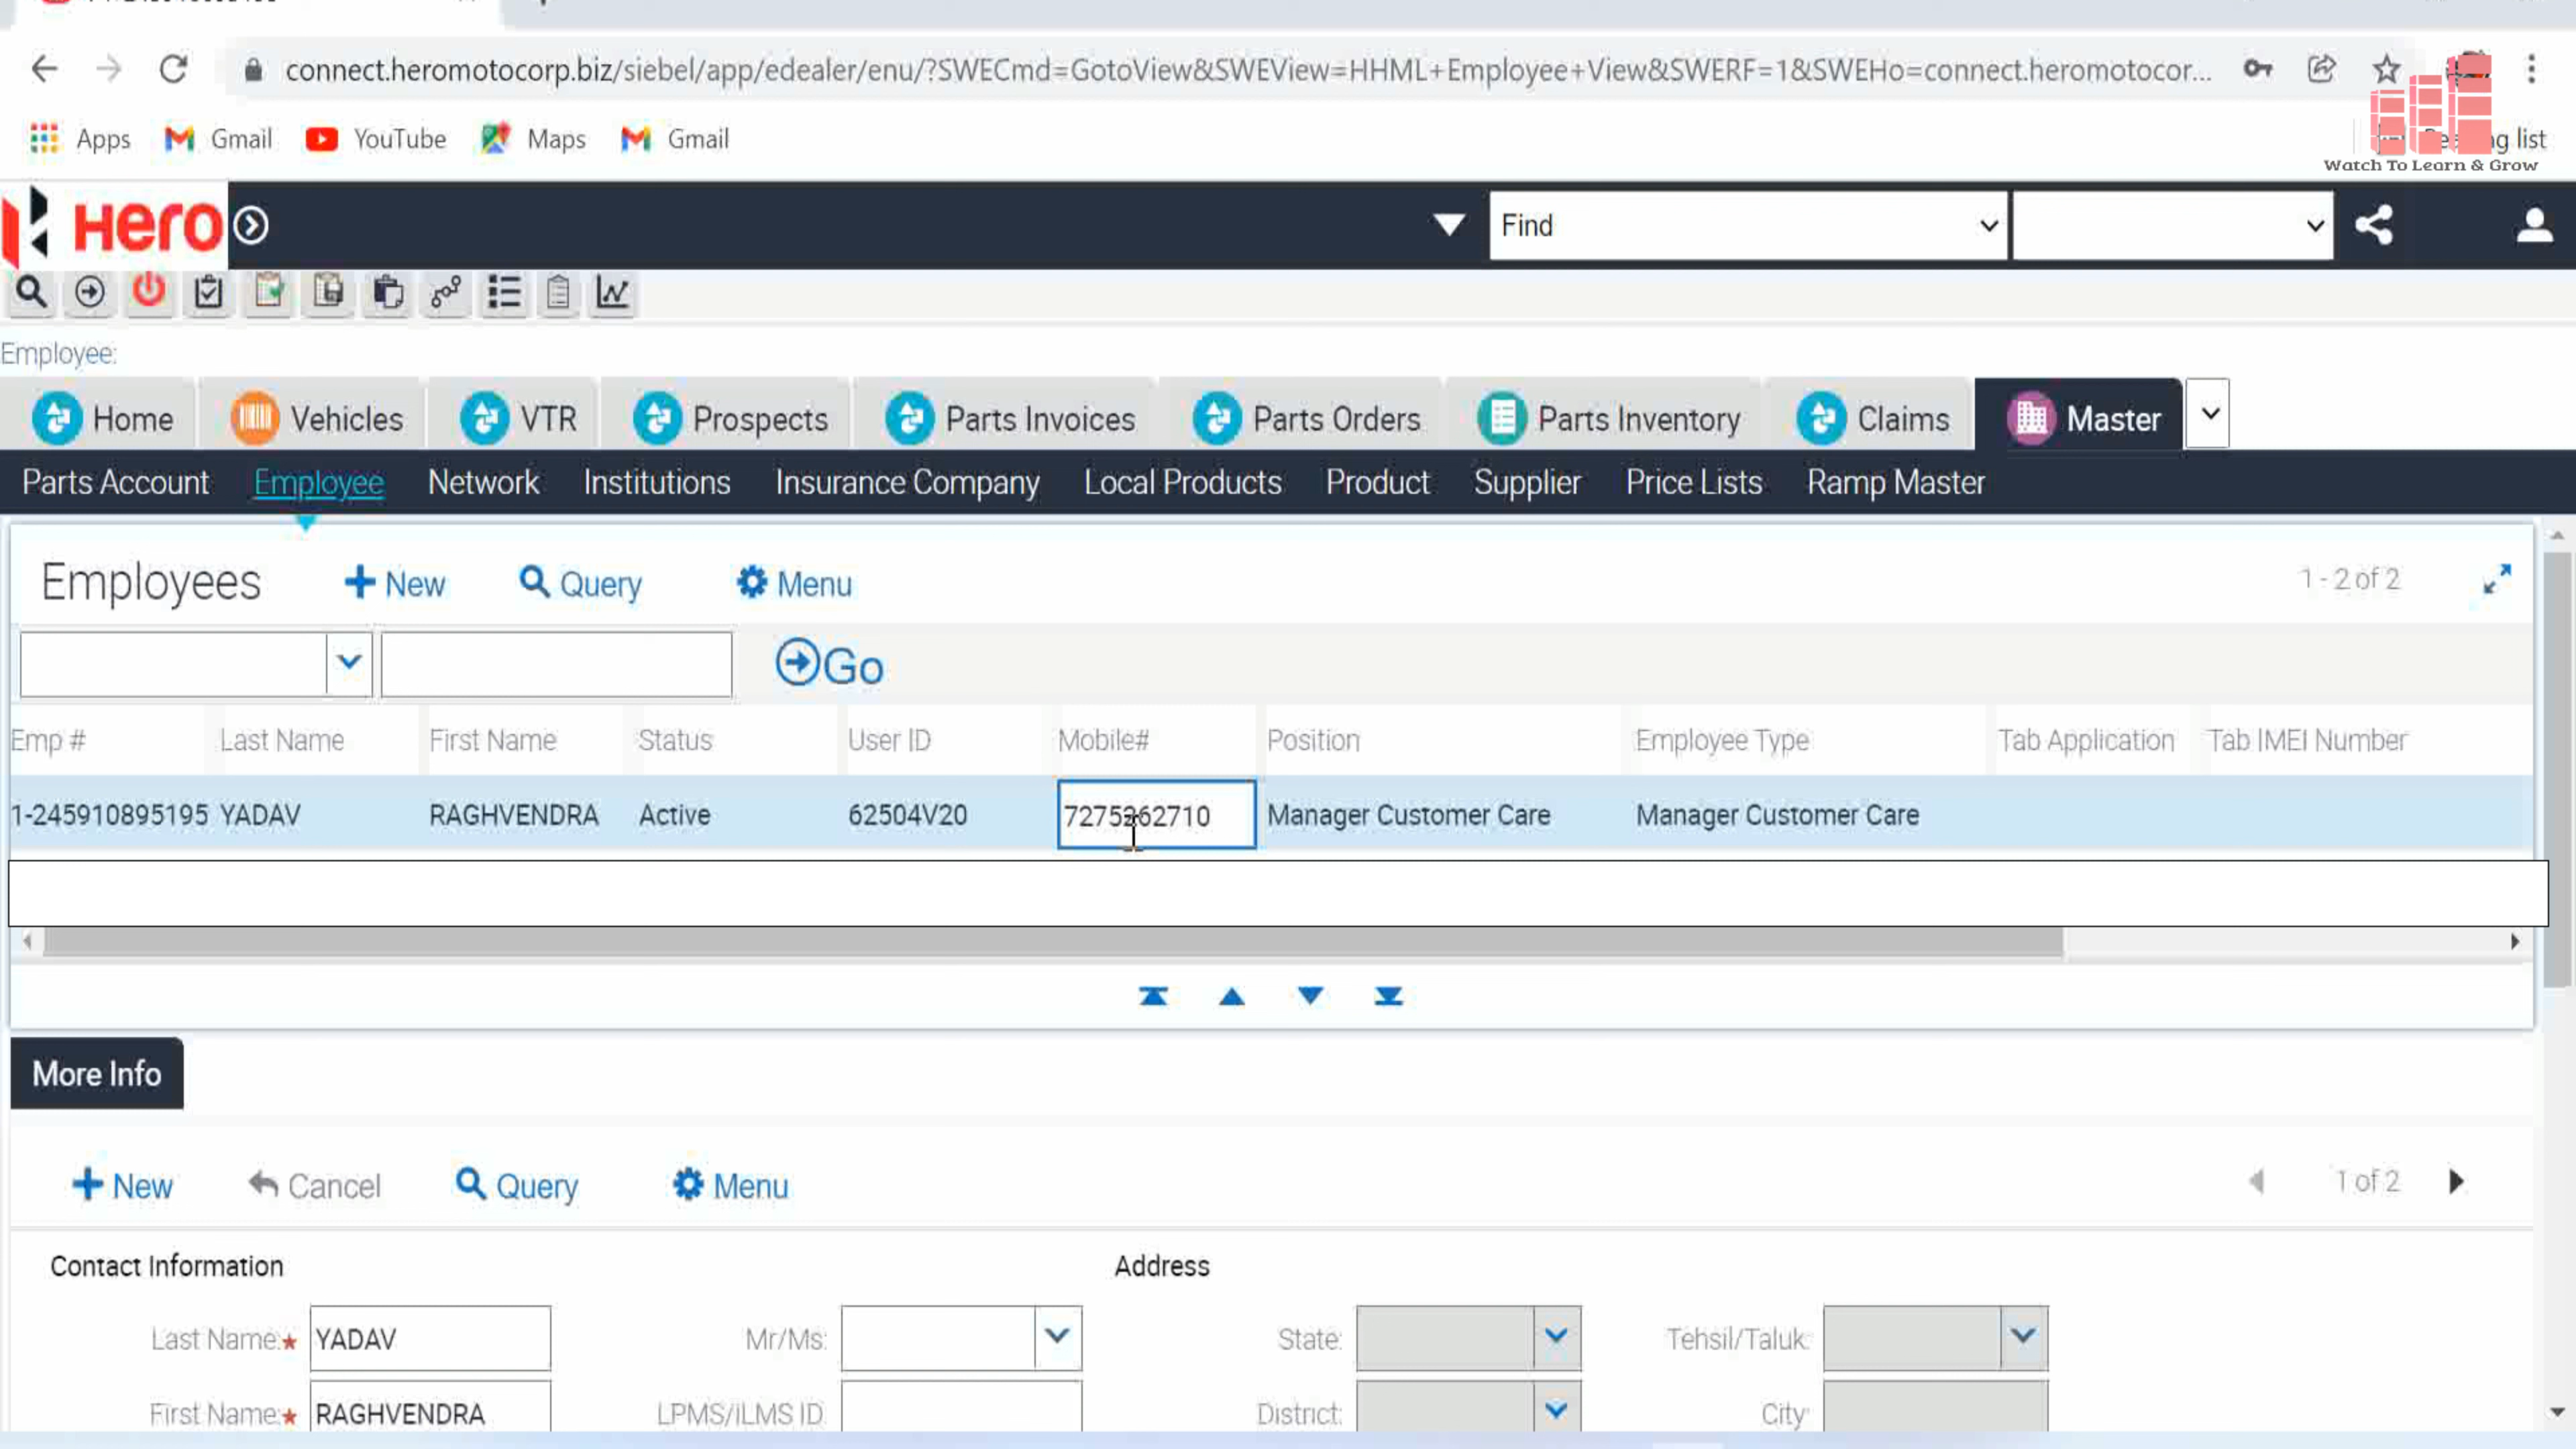 connect.heromotocorp.biz/siebel/app/edealer/enu/?SWECmd=GotoView&SWEView=HHML+Employee+View&SWERF=1&SWEHo=connect.heromotocor...
Apps Gmail YouTube Maps Gmail
g list
Watch To Learn & Grow
Hero Find
Employee:
Home Vehicles VTR Prospects Parts Invoices Parts Orders Parts Inventory Claims Master
Parts Account Employee Network Institutions Insurance Company Local Products Product Supplier Price Lists Ramp Master
Employees New Query Menu 1 - 2 of 2
Go
Emp # Last Name First Name Status User ID Mobile# Position Employee Type Tab Application Tab IMEI Number
1-245910895195 YADAV RAGHVENDRA Active 62504V20 7275262710 Manager Customer Care Manager Customer Care
More Info
New Cancel Query Menu 1 of 2
Contact Information Address
Last Name:* YADAV Mr/Ms: State: Tehsil/Taluk:
First Name:* RAGHVENDRA LPMS/iLMS ID District: City: